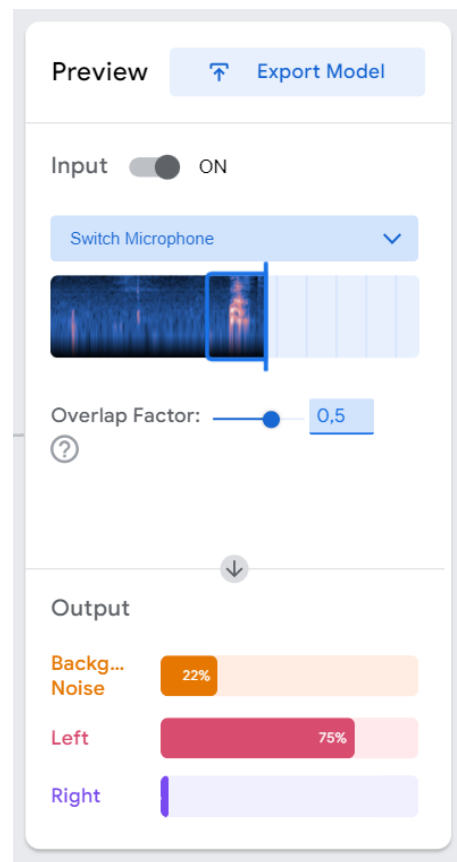 Preview
Export Model
Input ON
Switch Microphone
Overlap Factor: 0,5
?
Output
Backg...
Noise
22%
Left 75%
Right